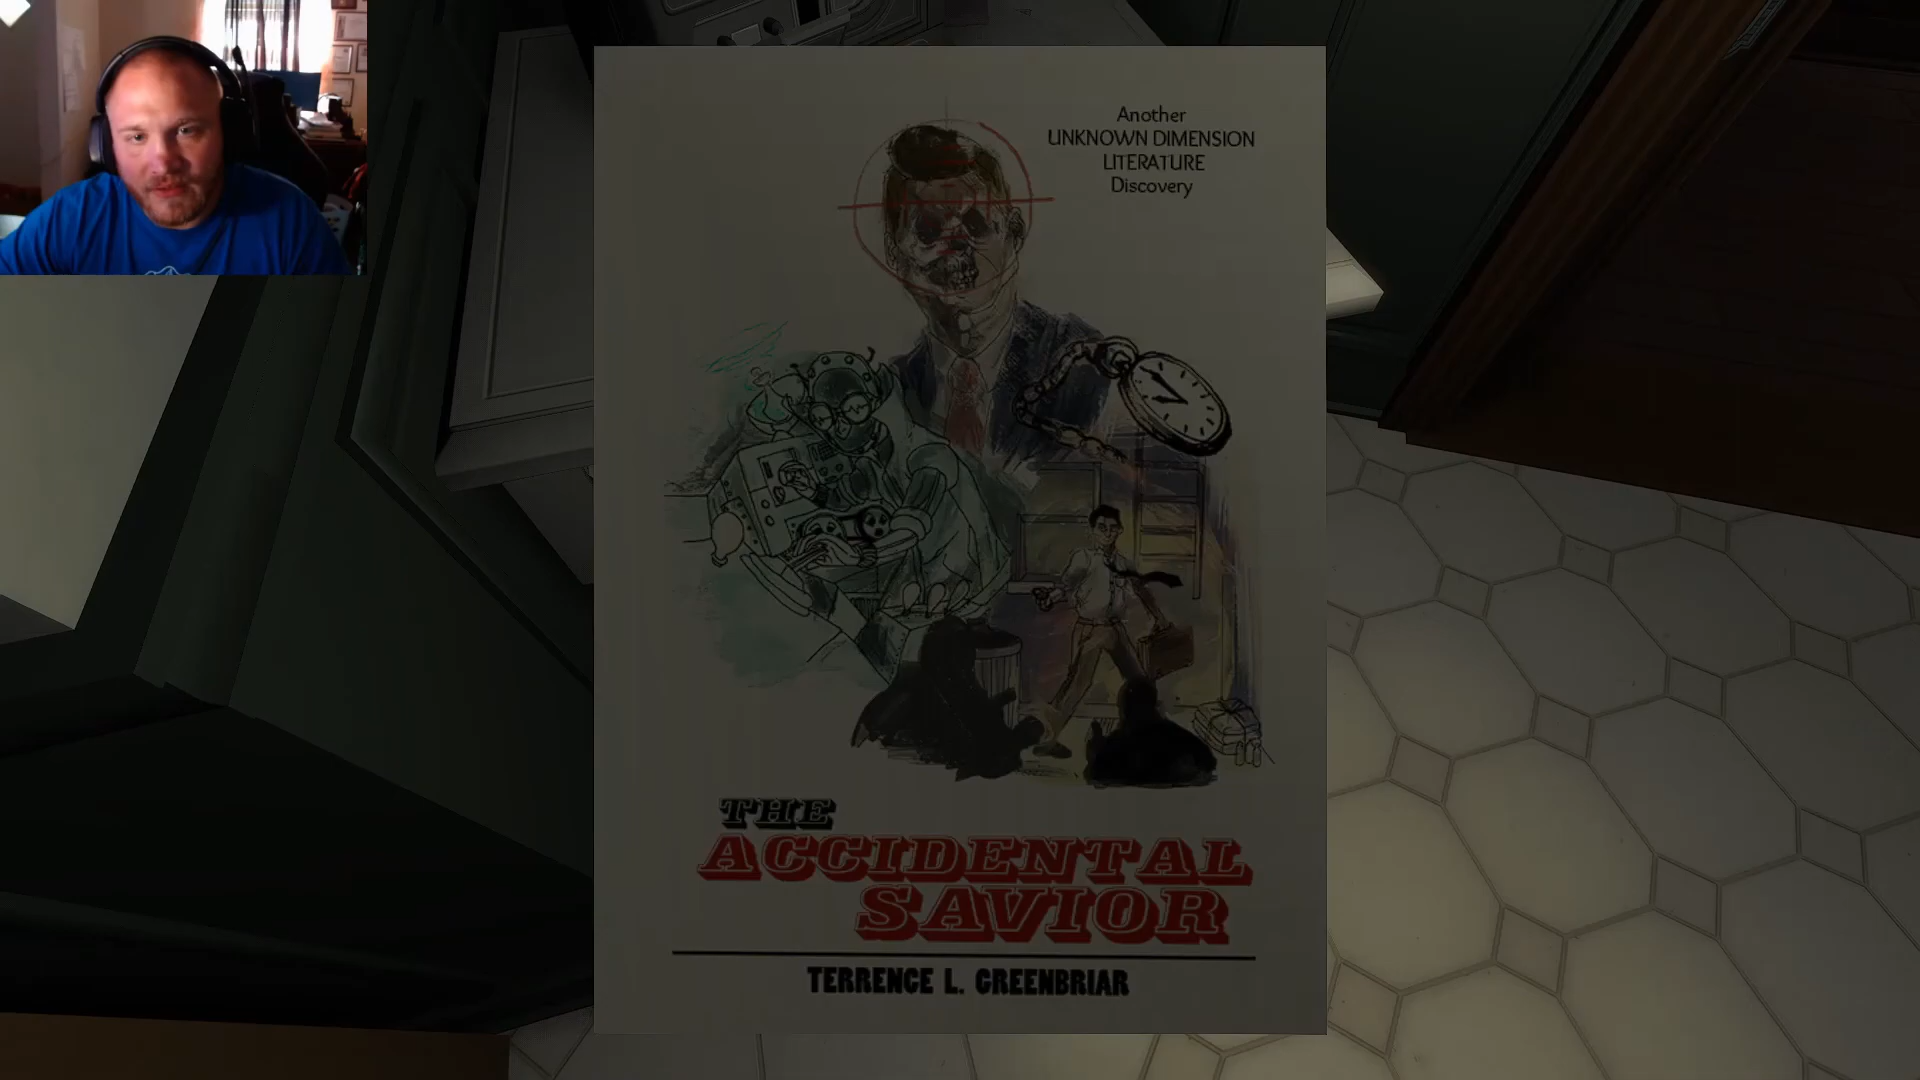 Another
UNKNOWN DIMENSION
LITERATURE
Discovery
THE
ACCIDENTAL
SAVIOR
TERRENCE L. GREENBRIAR